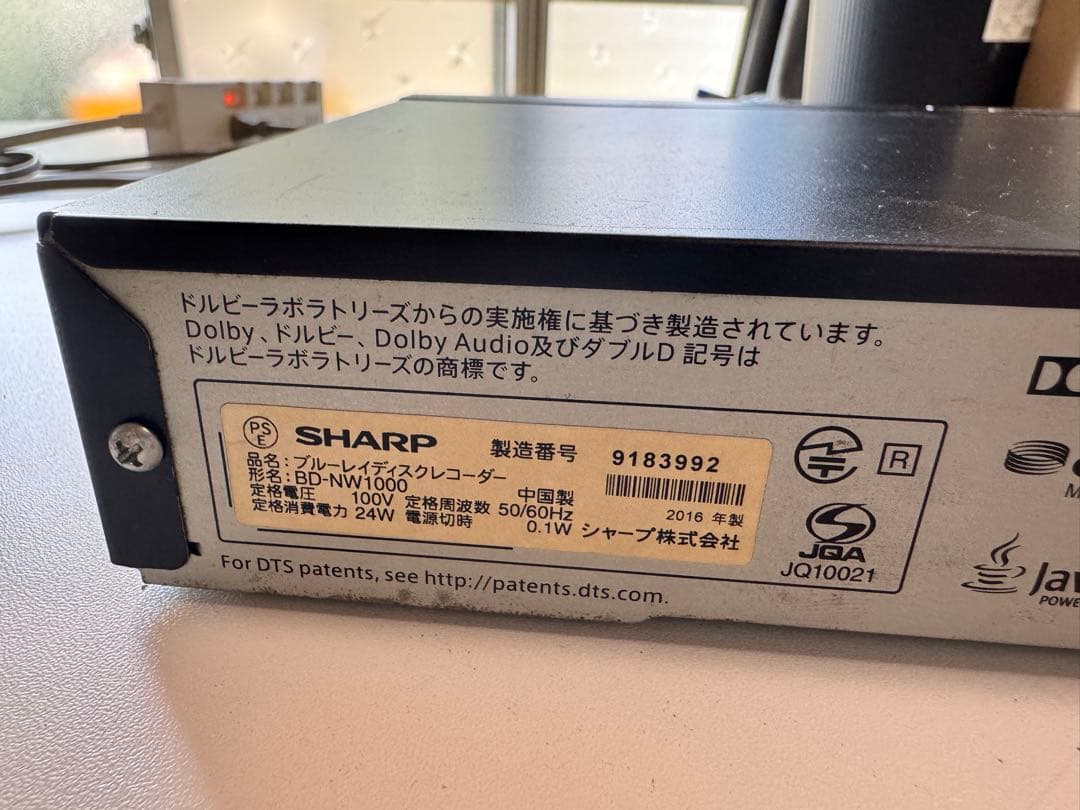 ドルビーラボラトリーズからの実施権に基づき製造されています。
Dolby、ドルビー、Dolby Audio及びダブルD 記号は
ドルビーラボラトリーズの商標です。
PS
E
SHARP 製造番号 9183992
品名：ブルーレイディスクレコーダー
形名：BD-NW1000 中国製
定格電圧 100V 定格周波数 50/60Hz 2016 年製
定格消費電力 24W 電源切時 0.1W シャープ株式会社
R
JQA
JQ10021
For DTS patents, see http://patents.dts.com.